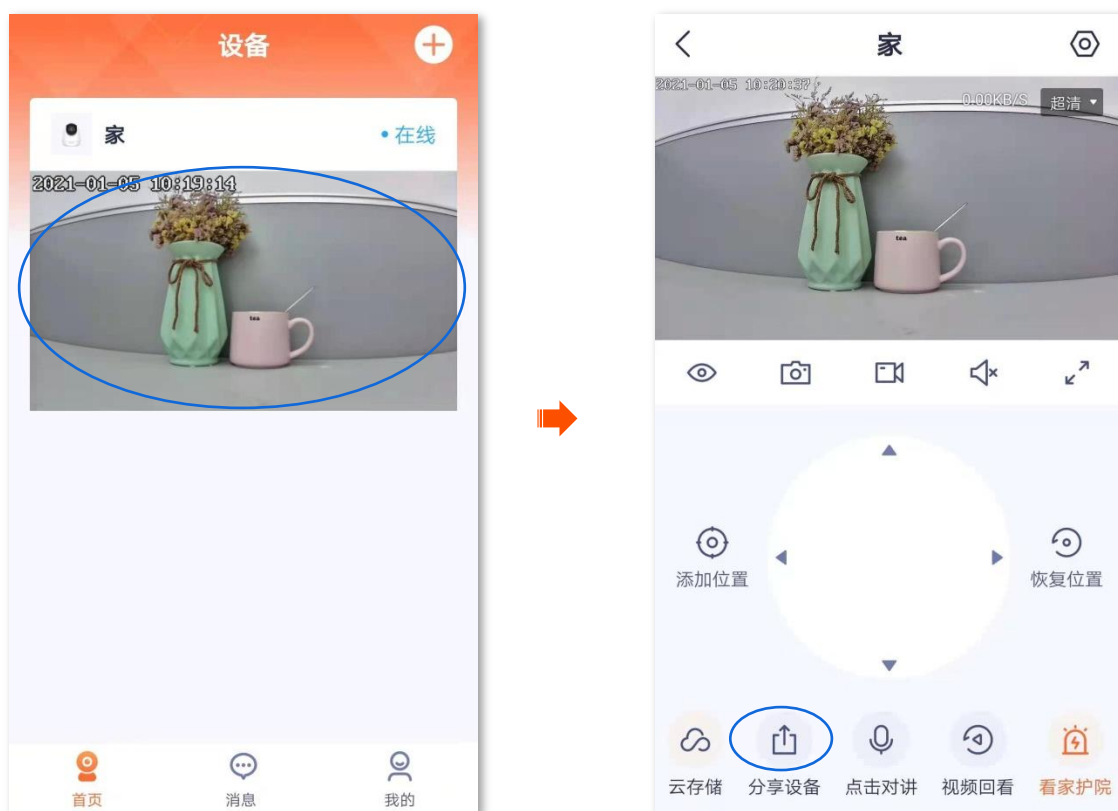 设备
家
在线
2021-01-05 10:19:14
tea
首页
消息
我的
家
2021-01-05 10:20:37
0.00KB/S
超清
tea
添加位置
恢复位置
云存储
分享设备
点击对讲
视频回看
看家护院